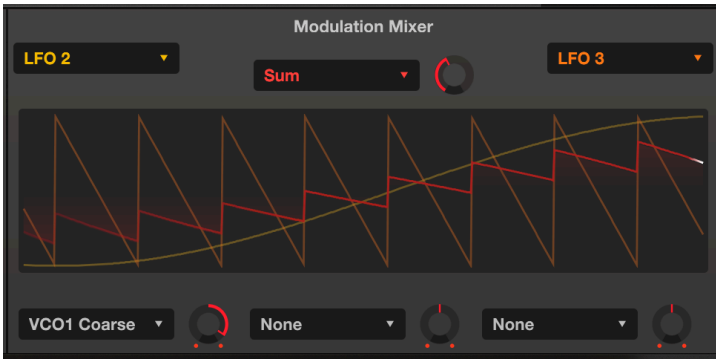 Modulation Mixer
LFO 2
Sum
LFO 3
VCO1 Coarse
None
None